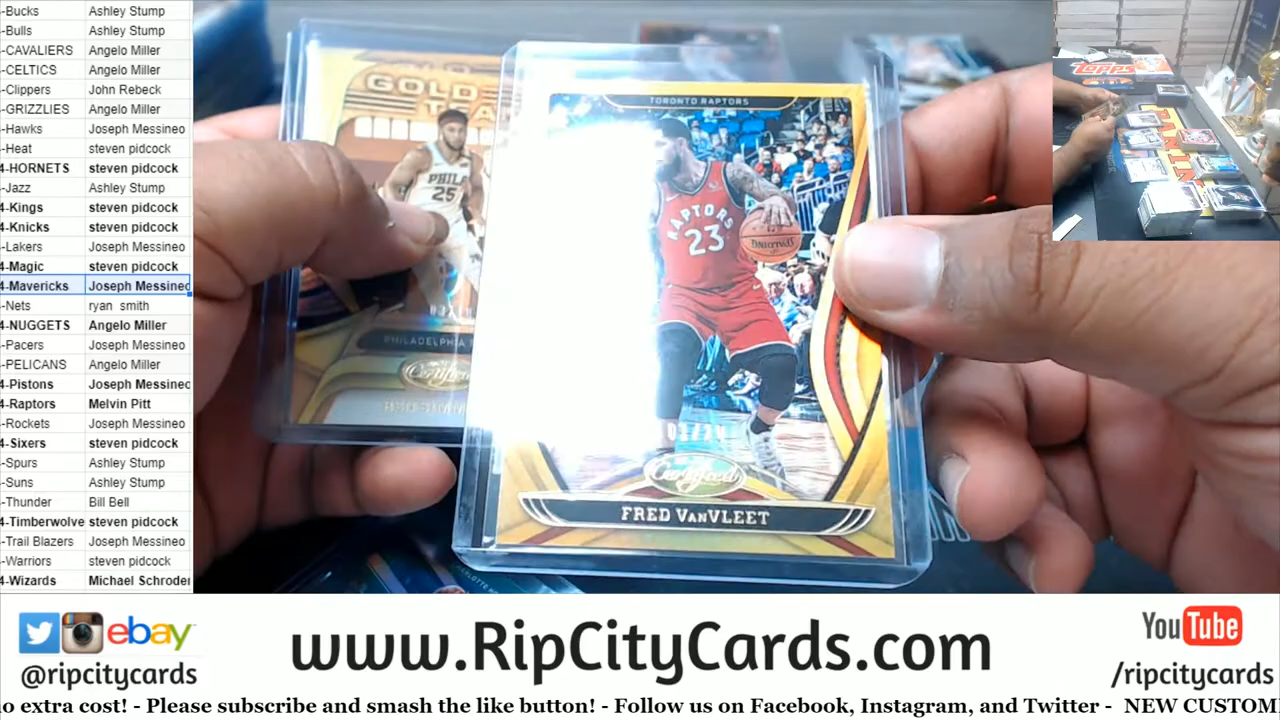 -Bucks Ashley Stump
-Bulls Ashley Stump
-CAVALIERS Angelo Miller
-CELTICS Angelo Miller
-Clippers John Rebeck
-GRIZZLIES Angelo Miller
-Hawks Joseph Messineo
-Heat steven pidcock
4-HORNETS steven pidcock
-Jazz Ashley Stump
4-Kings steven pidcock
4-Knicks steven pidcock
-Lakers Joseph Messineo
4-Magic steven pidcock
4-Mavericks Joseph Messineo
-Nets ryan smith
4-NUGGETS Angelo Miller
-Pacers Joseph Messineo
-PELICANS Angelo Miller
4-Pistons Joseph Messineo
4-Raptors Melvin Pitt
-Rockets Joseph Messineo
4-Sixers steven pidcock
-Spurs Ashley Stump
-Suns Ashley Stump
-Thunder Bill Bell
4-Timberwolve steven pidcock
-Trail Blazers Joseph Messineo
-Warriors steven pidcock
4-Wizards Michael Schroder
GOLD
PHILA
25
PHILADELPHIA
Certified
TORONTO RAPTORS
RAPTORS
23
Certified
FRED VANVLEET
Topps
PANINI
ebay
@ripcitycards
www.RipCityCards.com
YouTube
/ripcitycards
o extra cost! - Please subscribe and smash the like button! - Follow us on Facebook, Instagram, and Twitter - NEW CUSTOM